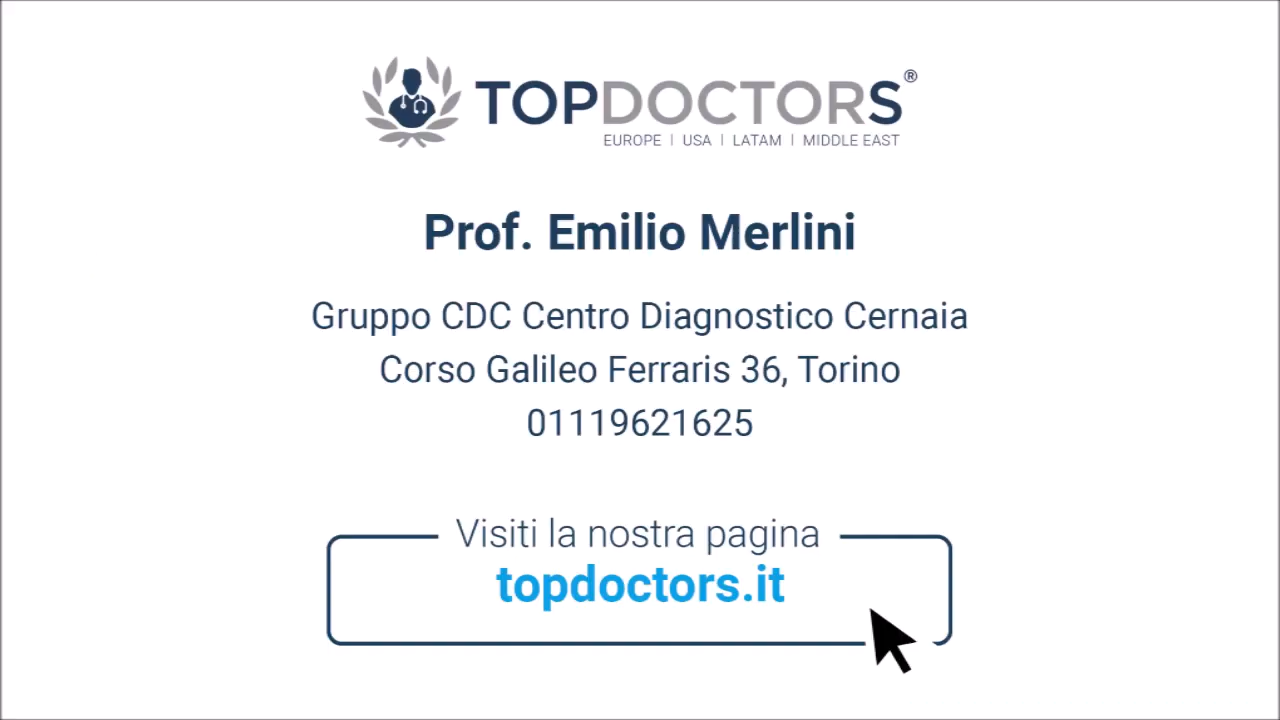 TOPDOCTORS®
EUROPE | USA | LATAM | MIDDLE EAST
Prof. Emilio Merlini
Gruppo CDC Centro Diagnostico Cernaia
Corso Galileo Ferraris 36, Torino
01119621625
Visiti la nostra pagina
topdoctors.it